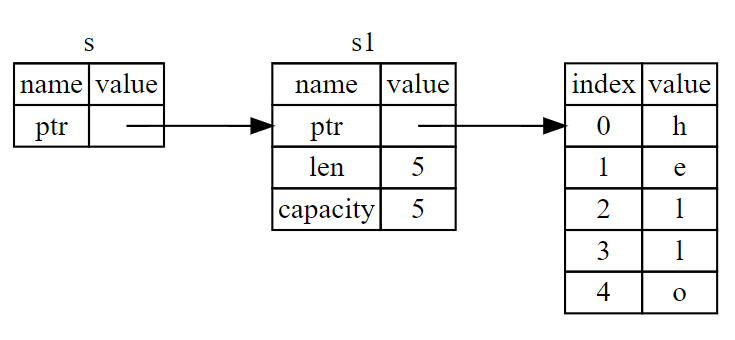 s
name value
ptr
s1
name value
ptr
len 5
capacity 5
index value
0 h
1 e
2 l
3 l
4 o